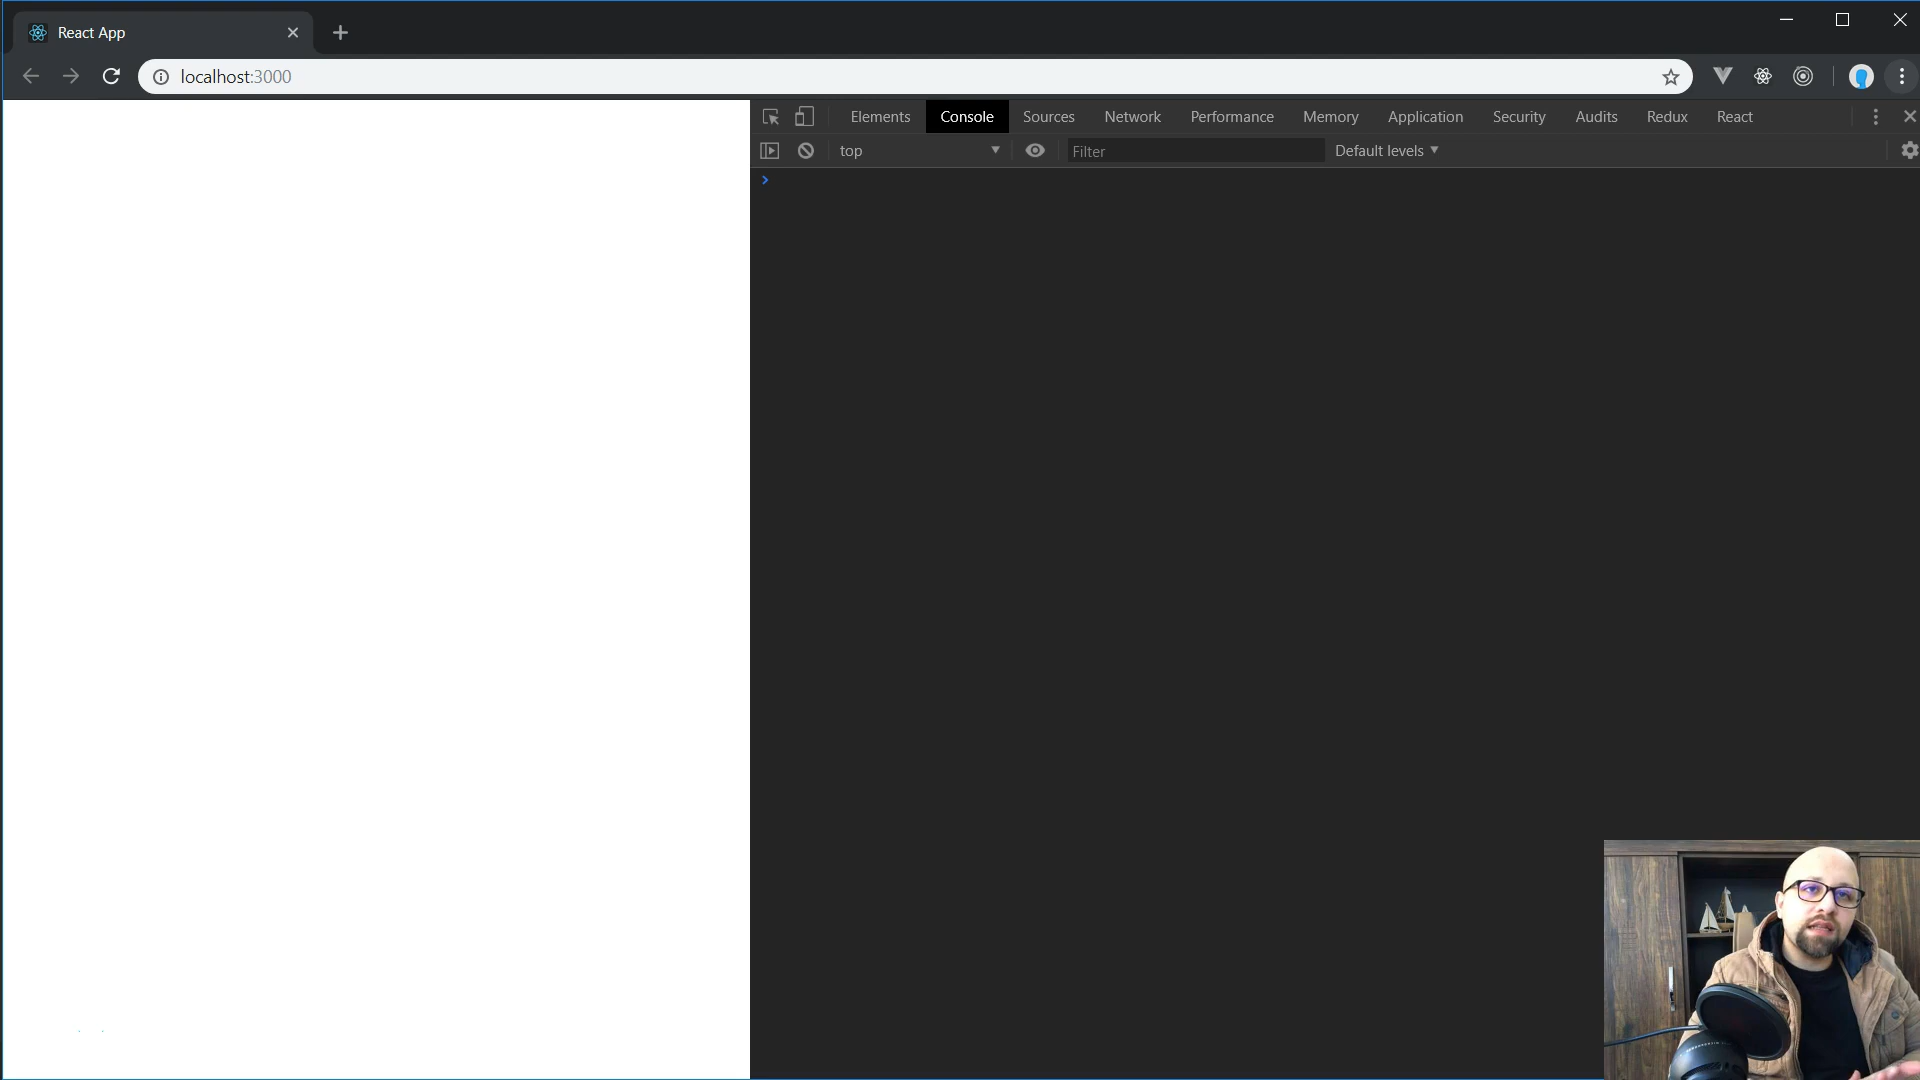 React App
localhost:3000
Elements Console Sources Network Performance Memory Application Security Audits Redux React
top Filter Default levels